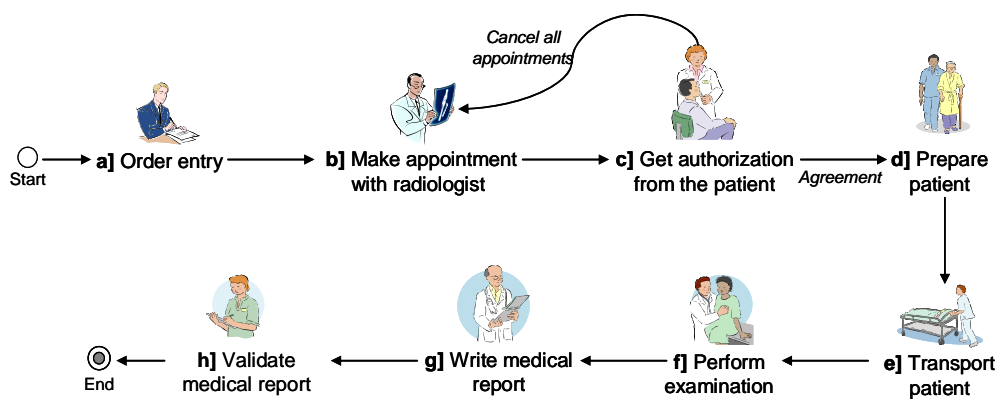 Cancel all
appointments
Start
a] Order entry
b] Make appointment
with radiologist
c] Get authorization
from the patient
Agreement
d] Prepare
patient
End
h] Validate
medical report
g] Write medical
report
f] Perform
examination
e] Transport
patient